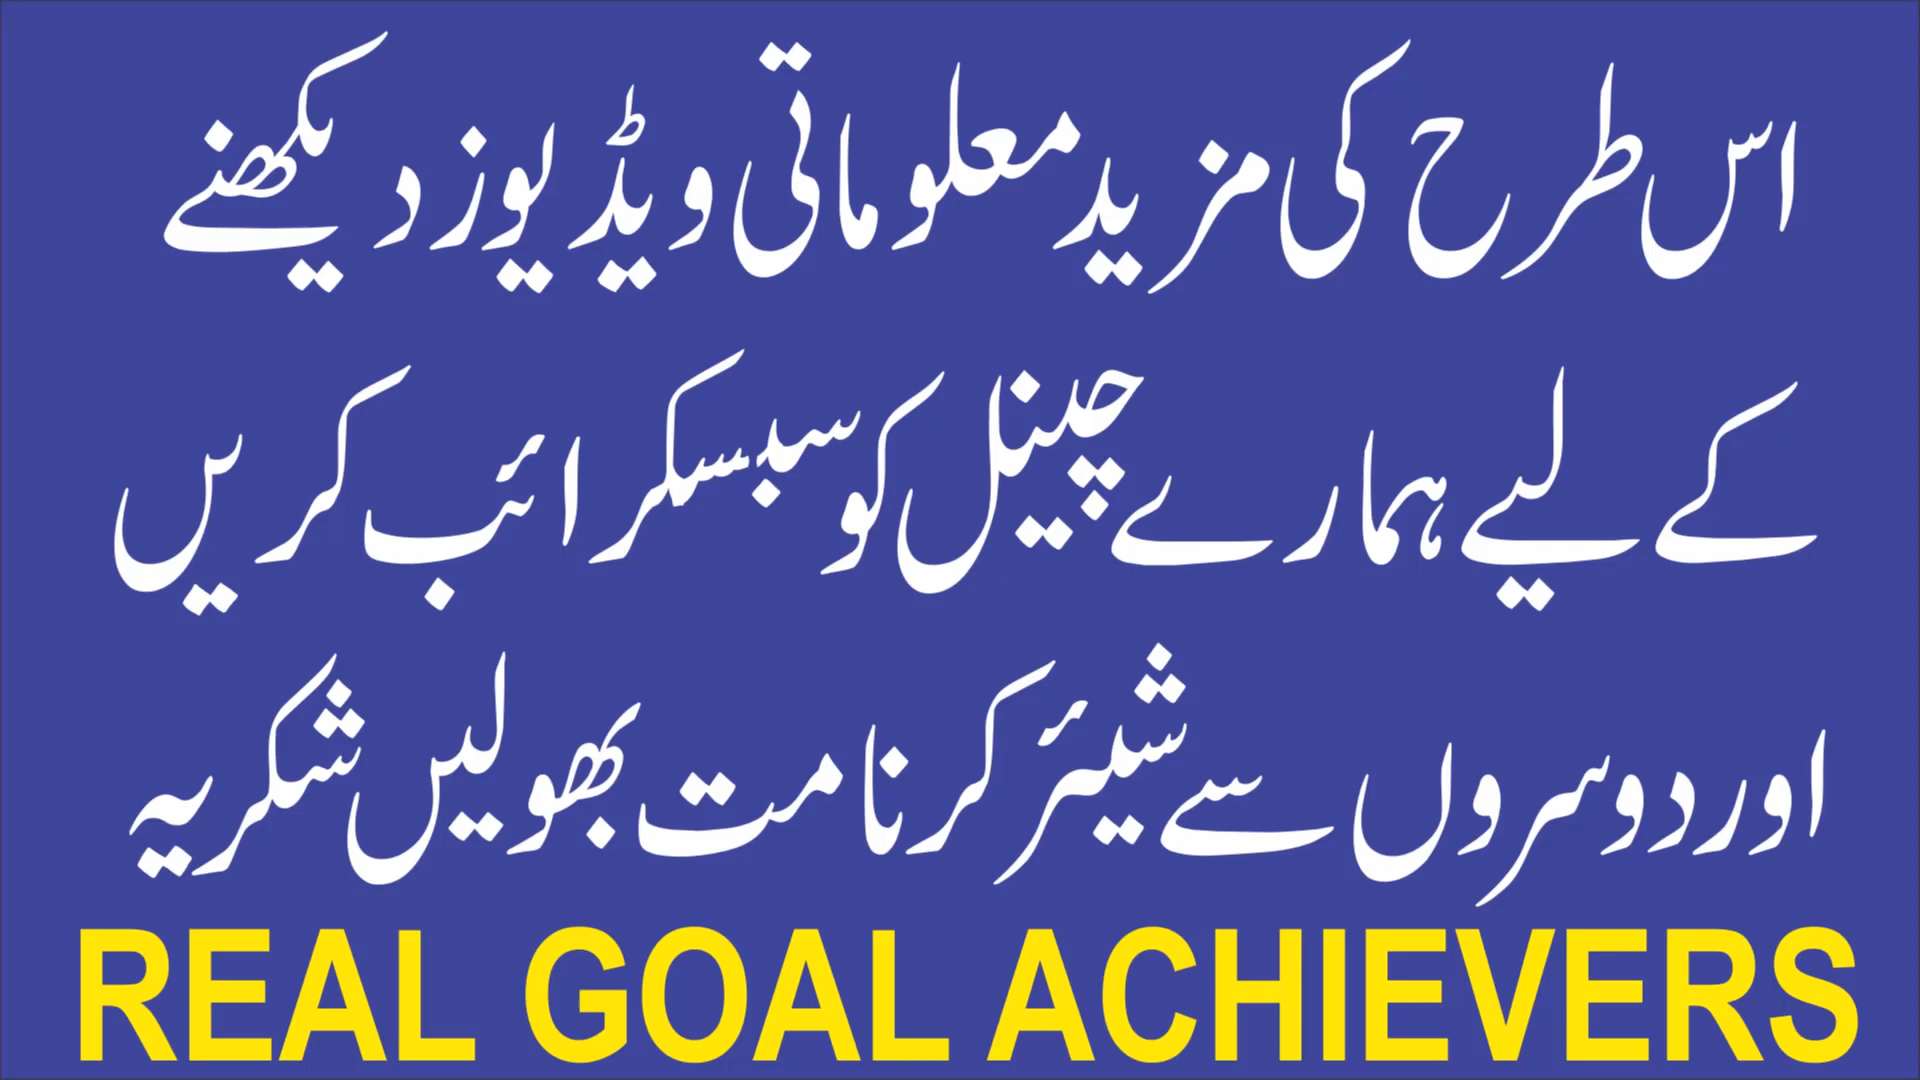 اس طرح کی مزید معلوماتی ویڈیوز دیکھنے
کے لیے ہمارے چینل کو سبسکرائب کریں
اور دوسروں سے شیئر کرنا مت بھولیں شکریہ
REAL GOAL ACHIEVERS